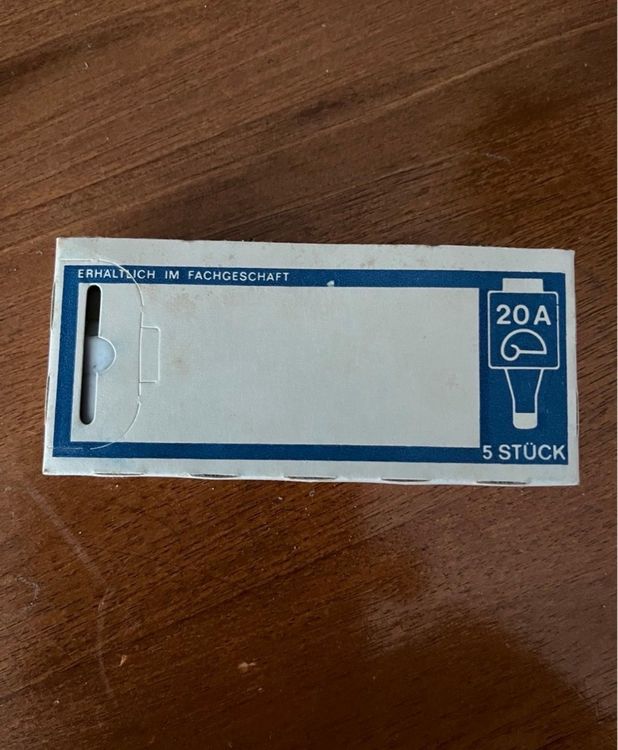 ERHÄLTLICH IM FACHGESCHÄFT
20 A
5 STÜCK